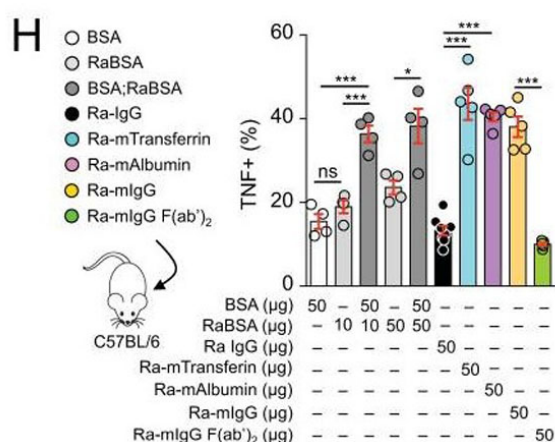 H
BSA
RaBSA
BSA;RaBSA
Ra-IgG
Ra-mTransferrin
Ra-mAlbumin
Ra-mIgG
Ra-mIgG F(ab')₂
C57BL/6
TNF+ (%)
60
40
20
0
ns
***
***
*
***
***
***
BSA (µg) 50 – 50 – 50 – – – – –
RaBSA (µg) – 10 10 50 50 – – – – –
Ra IgG (µg) – – – – – 50 – – – –
Ra-mTransferin (µg) – – – – – – 50 – – –
Ra-mAlbumin (µg) – – – – – – – 50 – –
Ra-mIgG (µg) – – – – – – – – 50 –
Ra-mIgG F(ab')₂ (µg) – – – – – – – – – 50